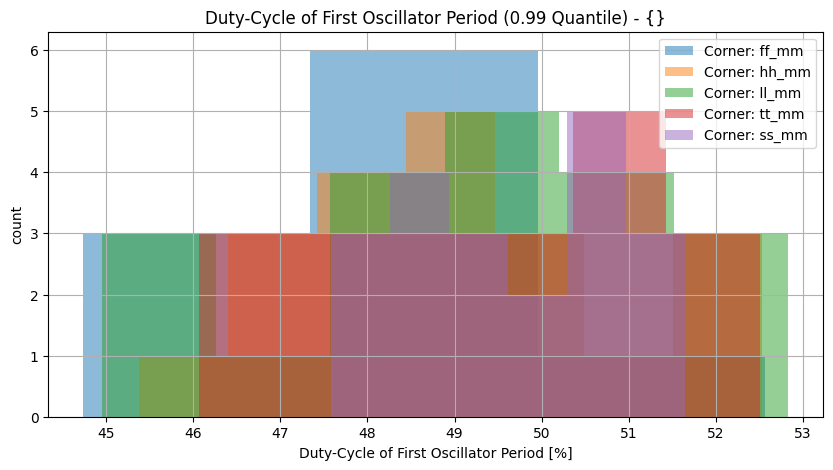 Duty-Cycle of First Oscillator Period (0.99 Quantile) - {}
Corner: ff_mm
Corner: hh_mm
Corner: ll_mm
Corner: tt_mm
Corner: ss_mm
6
5
4
3
2
1
0
count
45 46 47 48 49 50 51 52 53
Duty-Cycle of First Oscillator Period [%]